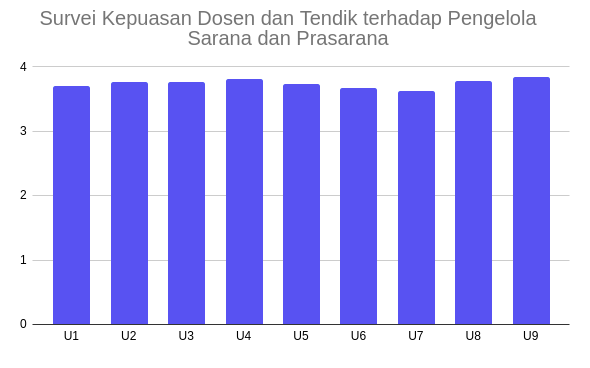 Survei Kepuasan Dosen dan Tendik terhadap Pengelola
Sarana dan Prasarana
4
3
2
1
0
U1 U2 U3 U4 U5 U6 U7 U8 U9